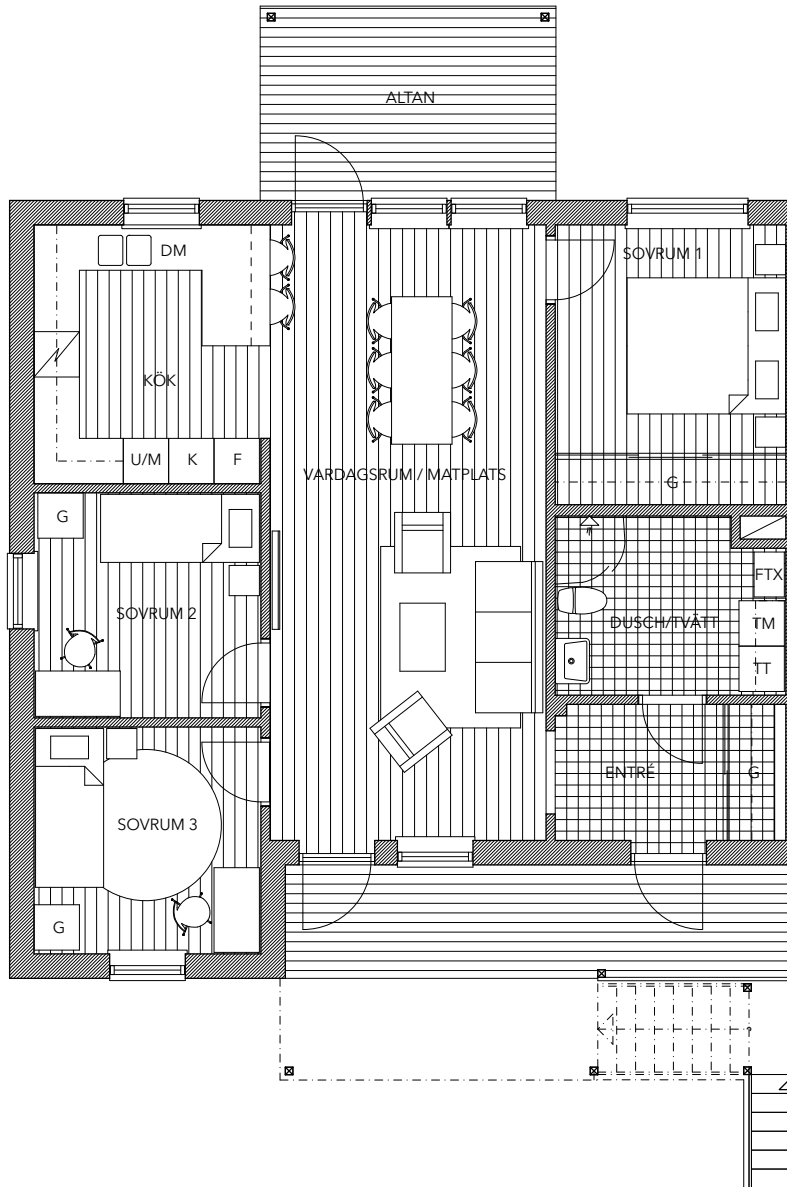 ALTAN
DM
SOVRUM 1
KÖK
U/M
K
F
VARDAGSRUM / MATPLATS
G
G
FTX
SOVRUM 2
DUSCH/TVÄTT
TM
TT
ENTRÉ
G
SOVRUM 3
G